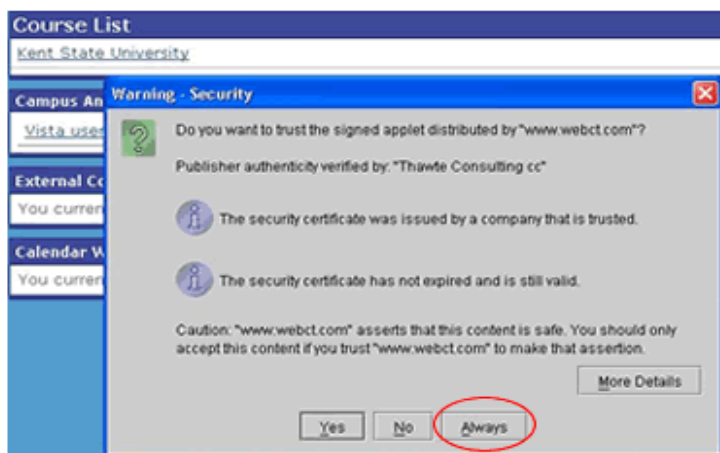 Course List
Kent State University
Warning - Security
Campus An
Do you want to trust the signed applet distributed by "www.webct.com"?
Vista user
Publisher authenticity verified by: "Thawte Consulting cc"
External Co
You curren
The security certificate was issued by a company that is trusted.
Calendar W
You curren
The security certificate has not expired and is still valid.
Caution: "www.webct.com" asserts that this content is safe. You should only
accept this content if you trust "www.webct.com" to make that assertion.
More Details
Yes No Always